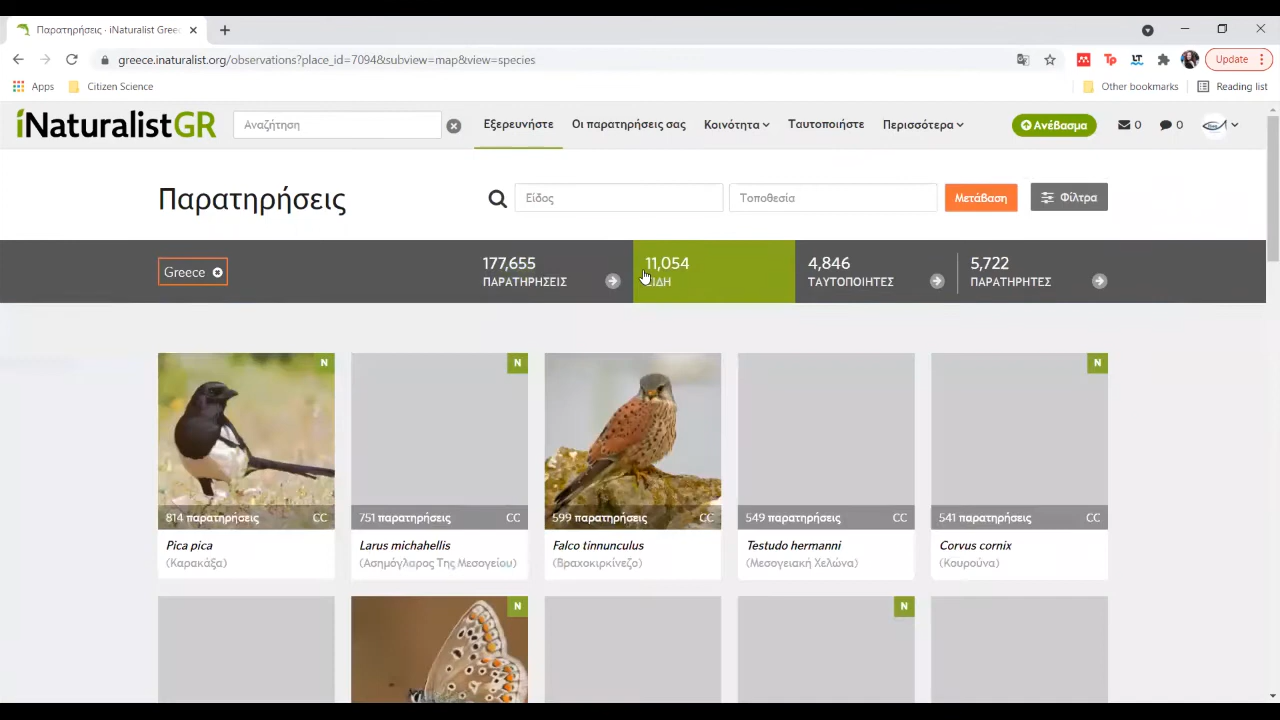 Παρατηρήσεις · iNaturalist Gree
greece.inaturalist.org/observations?place_id=7094&subview=map&view=species
Update
Apps
Citizen Science
Other bookmarks
Reading list
iNaturalistGR
Αναζήτηση
Εξερευνήστε
Οι παρατηρήσεις σας
Κοινότητα
Ταυτοποιήστε
Περισσότερα
Ανέβασμα
0
0
Παρατηρήσεις
Είδος
Τοποθεσία
Μετάβαση
Φίλτρα
Greece
177,655
ΠΑΡΑΤΗΡΗΣΕΙΣ
11,054
ΕΙΔΗ
4,846
ΤΑΥΤΟΠΟΙΗΤΕΣ
5,722
ΠΑΡΑΤΗΡΗΤΕΣ
N
N
N
814 παρατηρήσεις CC
751 παρατηρήσεις CC
599 παρατηρήσεις CC
549 παρατηρήσεις CC
541 παρατηρήσεις CC
Pica pica
(Καρακάξα)
Larus michahellis
(Ασημόγλαρος Της Μεσογείου)
Falco tinnunculus
(Βραχοκιρκίνεζο)
Testudo hermanni
(Μεσογειακή Χελώνα)
Corvus cornix
(Κουρούνα)
N
N